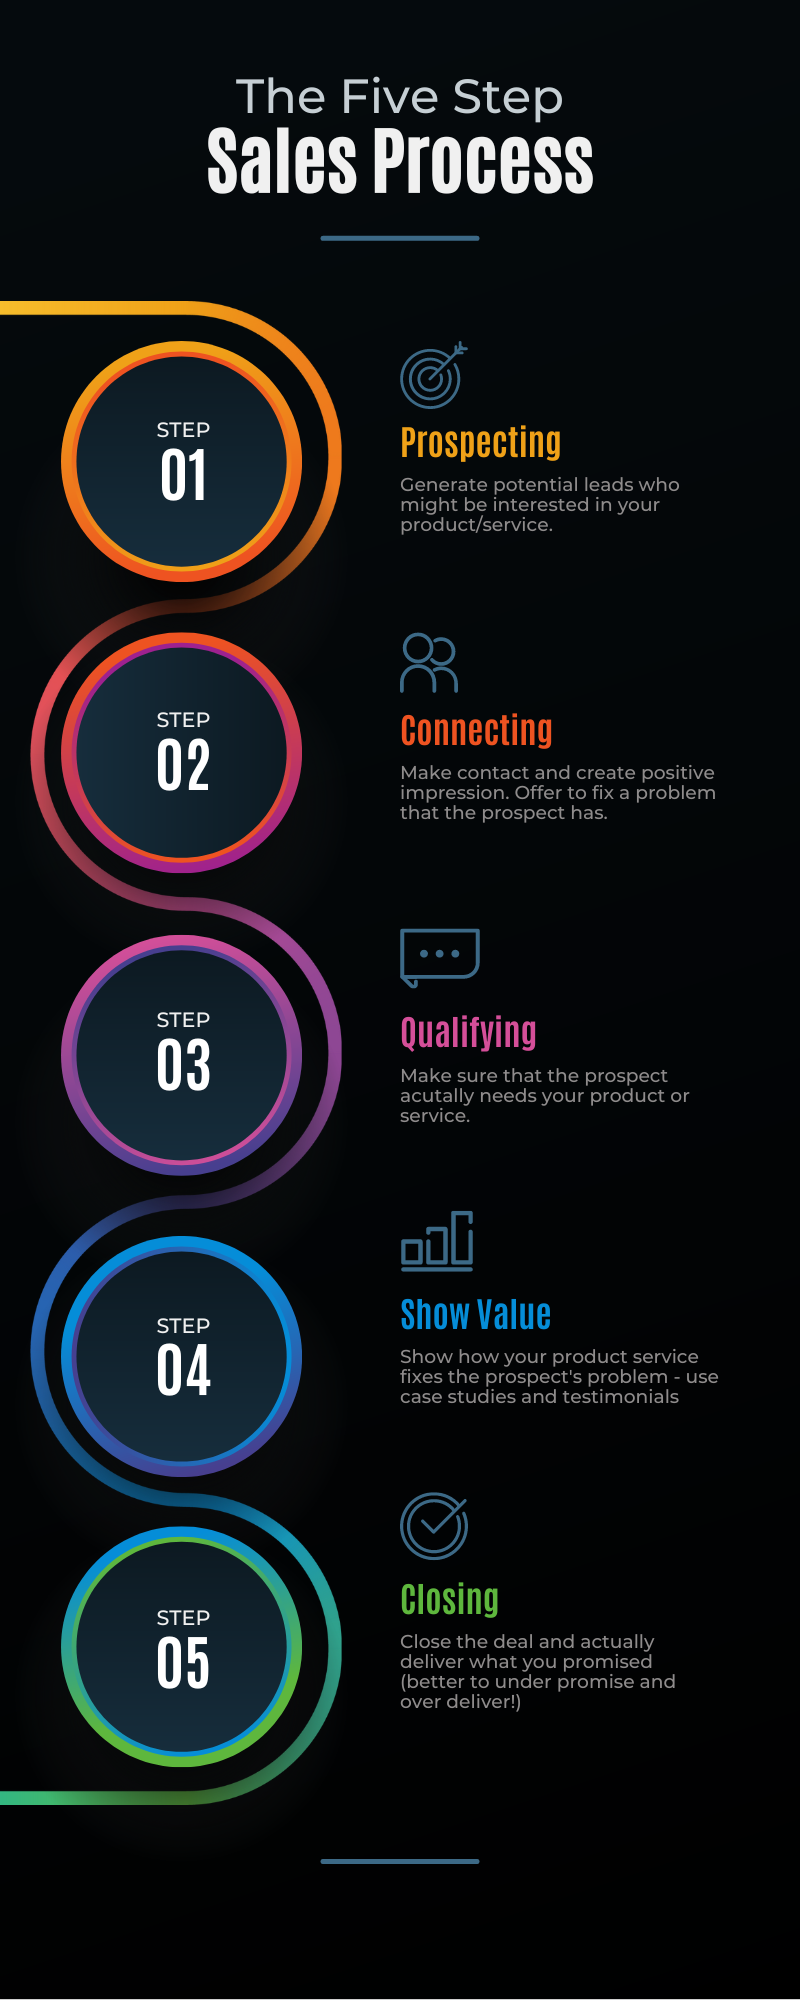 The Five Step
Sales Process
STEP
01
Prospecting
Generate potential leads who
might be interested in your
product/service.
STEP
02
Connecting
Make contact and create positive
impression. Offer to fix a problem
that the prospect has.
STEP
03
Qualifying
Make sure that the prospect
acutally needs your product or
service.
STEP
04
Show Value
Show how your product service
fixes the prospect's problem - use
case studies and testimonials
STEP
05
Closing
Close the deal and actually
deliver what you promised
(better to under promise and
over deliver!)